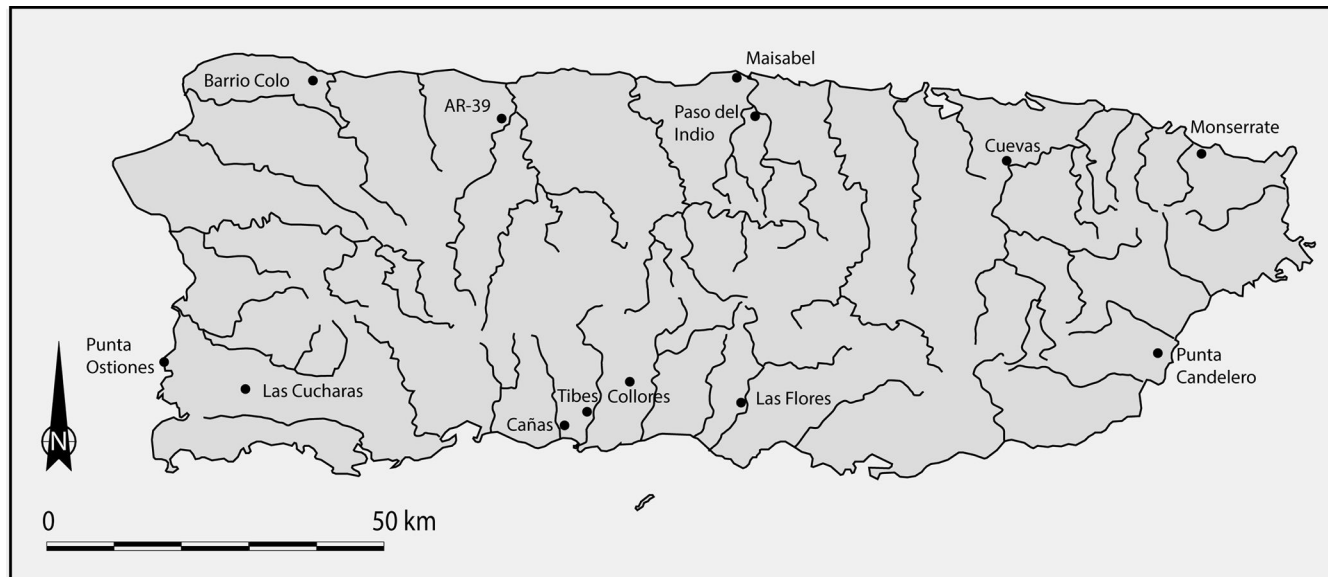 Maisabel
Barrio Colo
AR-39
Paso del
Indio
Monserrate
Cuevas
Punta
Ostiones
Las Cucharas
Tibes
Collores
Cañas
Las Flores
Punta
Candelero
N
0
50 km